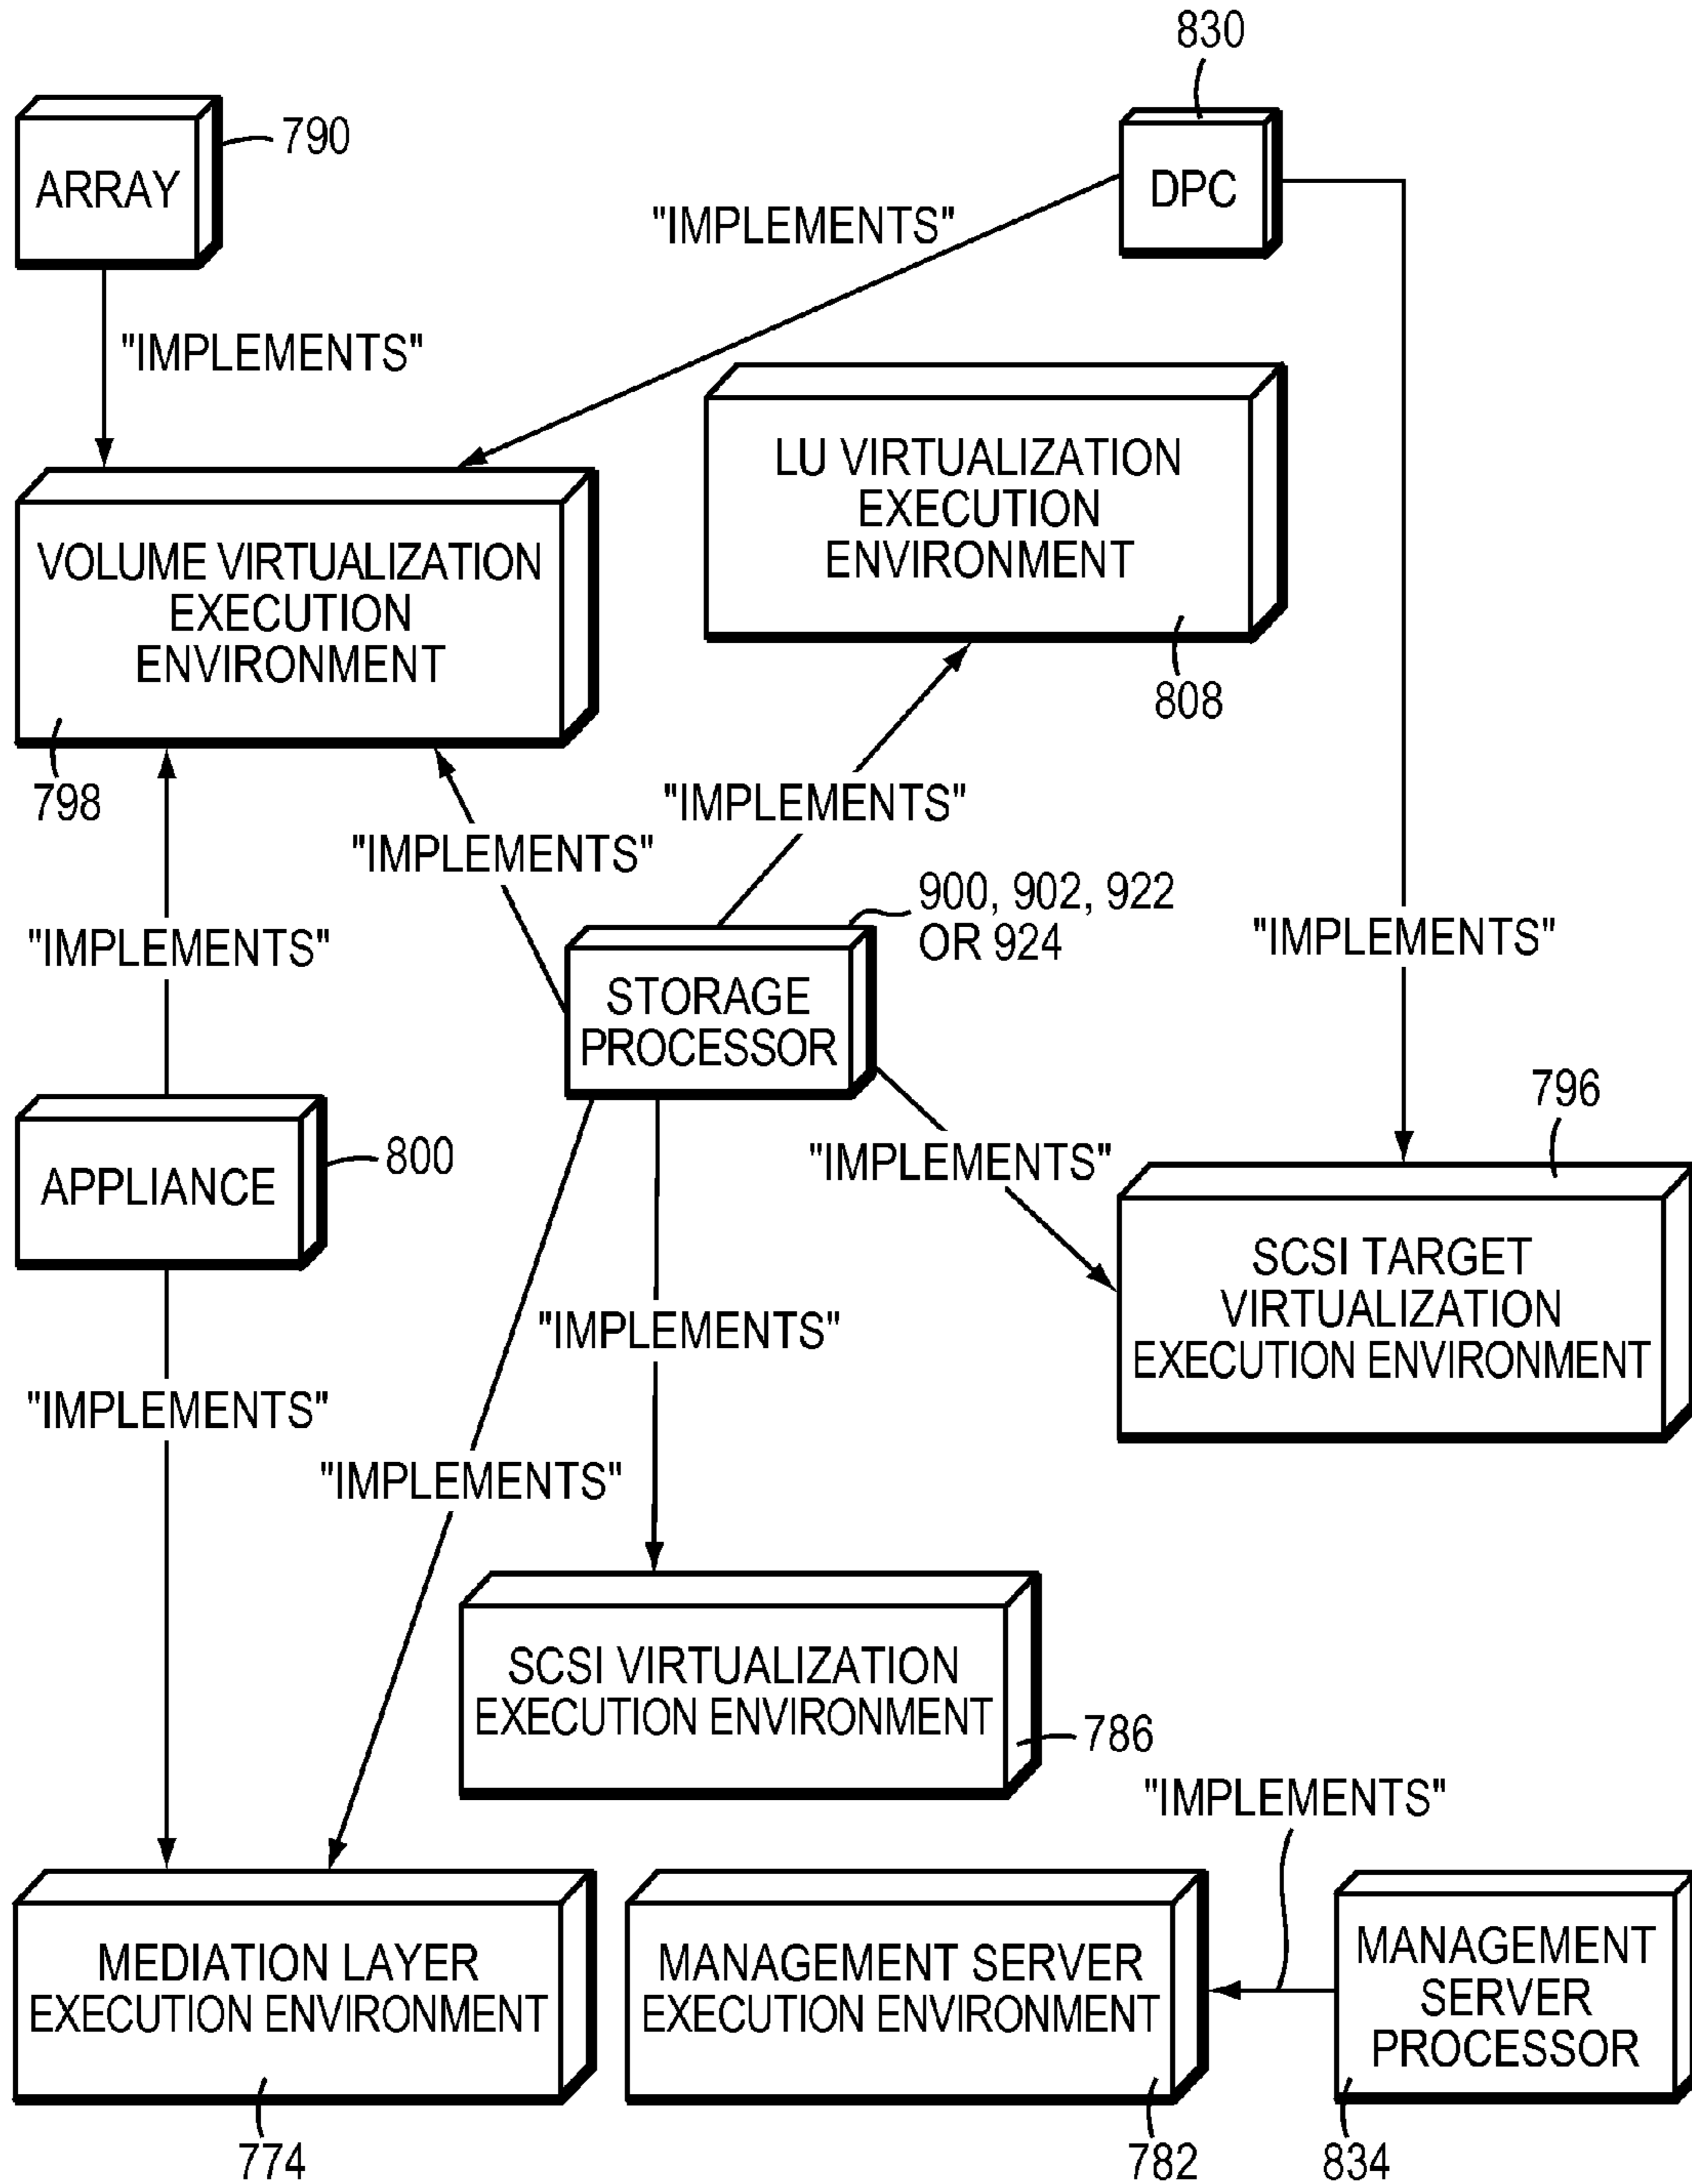 830
790
ARRAY
DPC
"IMPLEMENTS"
"IMPLEMENTS"
LU VIRTUALIZATION
EXECUTION
ENVIRONMENT
808
VOLUME VIRTUALIZATION
EXECUTION
ENVIRONMENT
798
"IMPLEMENTS"
"IMPLEMENTS"
"IMPLEMENTS"
900, 902, 922
OR 924
"IMPLEMENTS"
STORAGE
PROCESSOR
796
APPLIANCE
800
"IMPLEMENTS"
SCSI TARGET
VIRTUALIZATION
EXECUTION ENVIRONMENT
"IMPLEMENTS"
"IMPLEMENTS"
"IMPLEMENTS"
SCSI VIRTUALIZATION
EXECUTION ENVIRONMENT
786
"IMPLEMENTS"
MEDIATION LAYER
EXECUTION ENVIRONMENT
774
MANAGEMENT SERVER
EXECUTION ENVIRONMENT
782
MANAGEMENT
SERVER
PROCESSOR
834